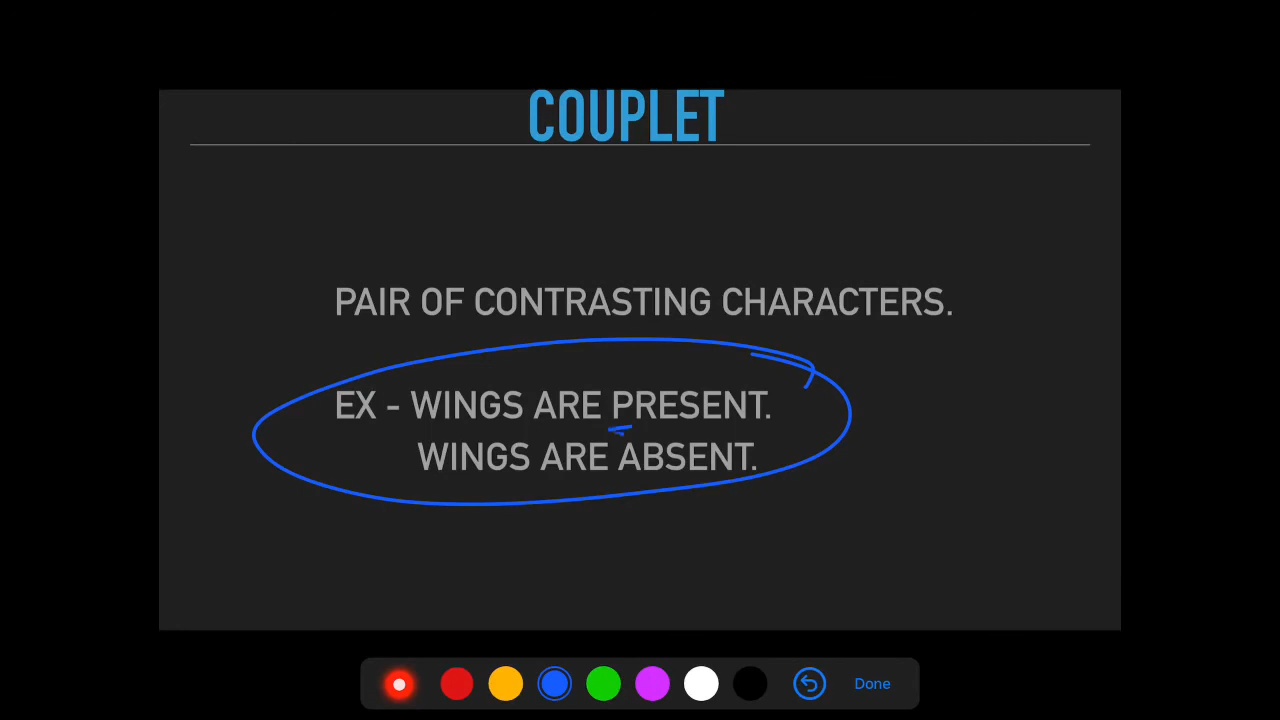 COUPLET
PAIR OF CONTRASTING CHARACTERS.
EX - WINGS ARE PRESENT.
WINGS ARE ABSENT.
Done